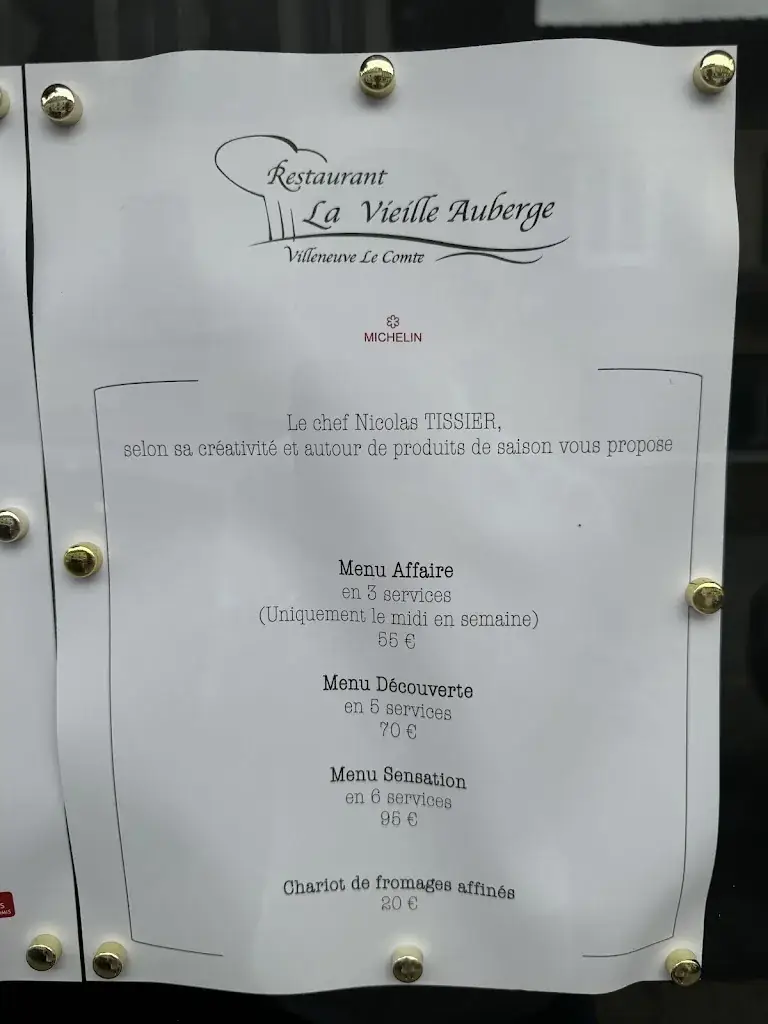 Restaurant
La Vieille Auberge
Villeneuve Le Comte
MICHELIN
Le chef Nicolas TISSIER,
selon sa créativité et autour de produits de saison vous propose
Menu Affaire
en 3 services
(Uniquement le midi en semaine)
55 €
Menu Découverte
en 5 services
70 €
Menu Sensation
en 6 services
95 €
Chariot de fromages affinés
20 €